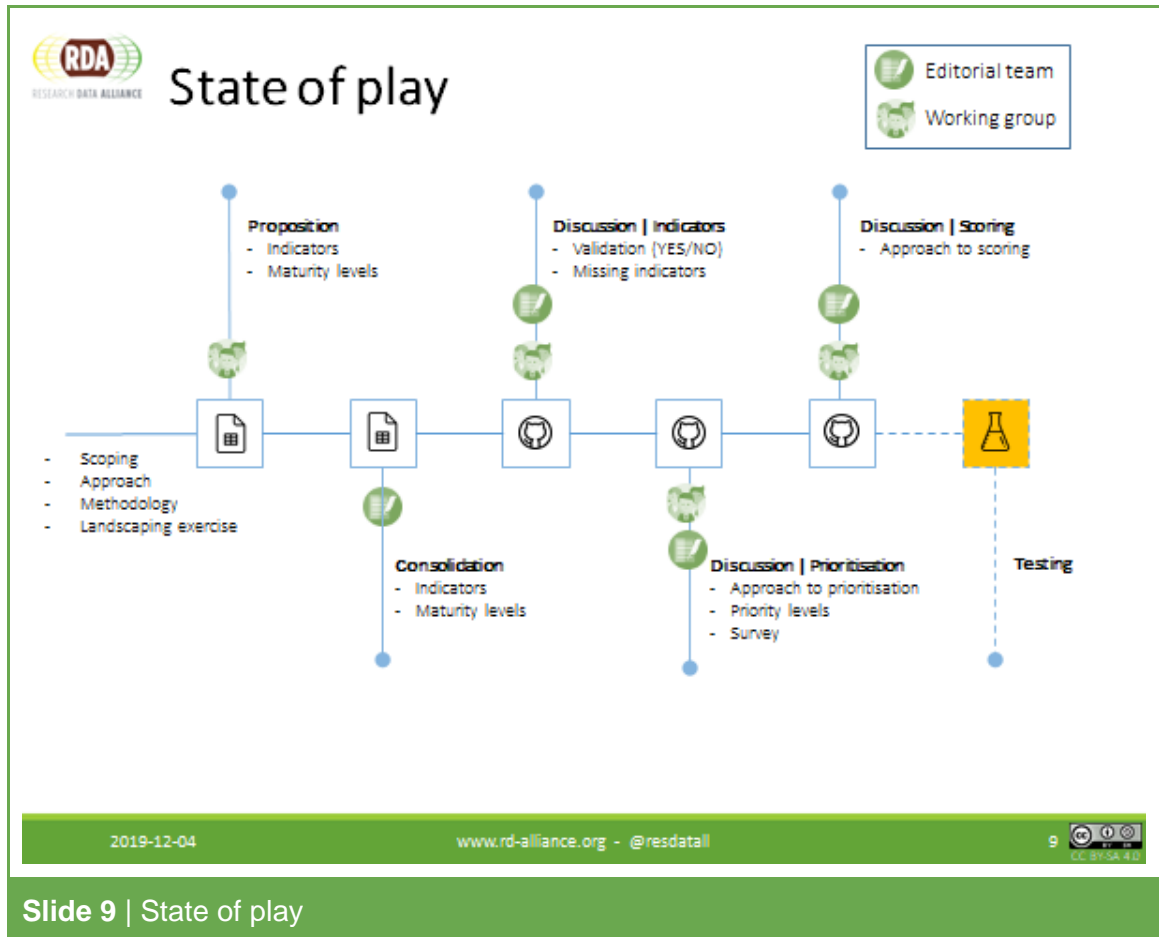 RDA
RESEARCH DATA ALLIANCE
State of play
Editorial team
Working group
Proposition
- Indicators
- Maturity levels
Discussion | Indicators
- Validation (YES/NO)
- Missing indicators
Discussion | Scoring
- Approach to scoring
- Scoping
- Approach
- Methodology
- Landscaping exercise
Consolidation
- Indicators
- Maturity levels
Discussion | Prioritisation
- Approach to prioritisation
- Priority levels
- Survey
Testing
2019-12-04
www.rd-alliance.org - @resdatall
9
cc
BY SA
CC BY-SA 4.0
Slide 9 | State of play